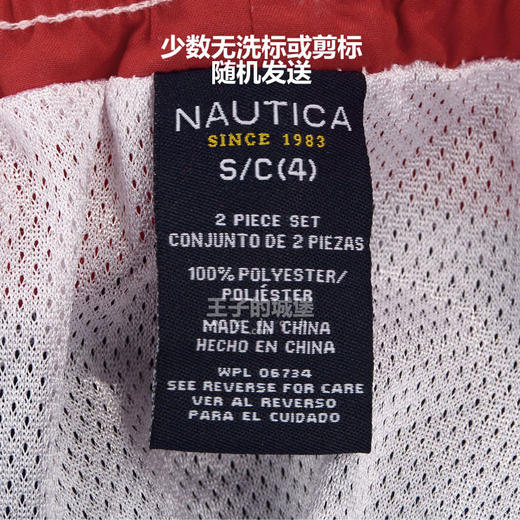 少数无洗标或剪标
随机发送
NAUTICA
SINCE 1983
S/C(4)
2 PIECE SET
CONJUNTO DE 2 PIEZAS
100% POLYESTER/
POLIÉSTER
王子的城堡
MADE IN CHINA
HECHO EN CHINA
WPL 06734
SEE REVERSE FOR CARE
VER AL REVERSO
PARA EL CUIDADO